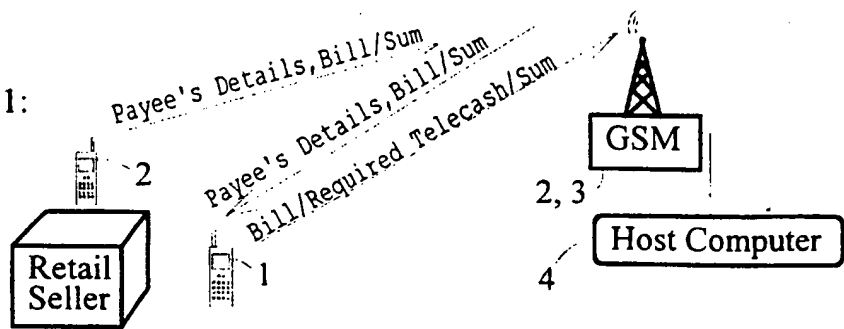 1:
Payee's Details,Bill/Sum
Payee's Details,Bill/Sum
Bill/Required Telecash/Sum
GSM
2
2, 3
1
Retail
Seller
Host Computer
4